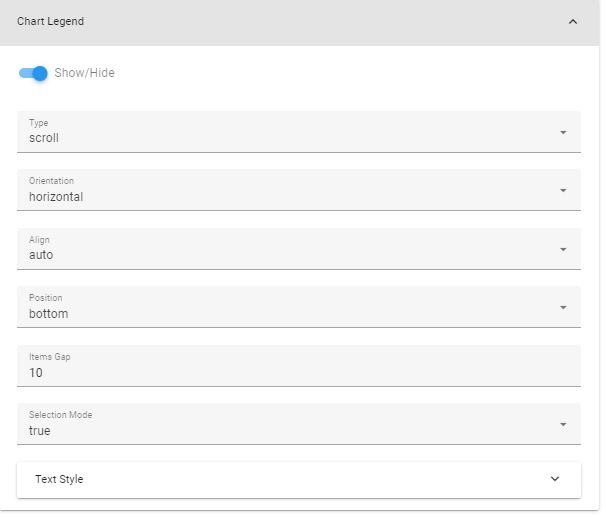 Chart Legend
Show/Hide
Type
scroll
Orientation
horizontal
Align
auto
Position
bottom
Items Gap
10
Selection Mode
true
Text Style